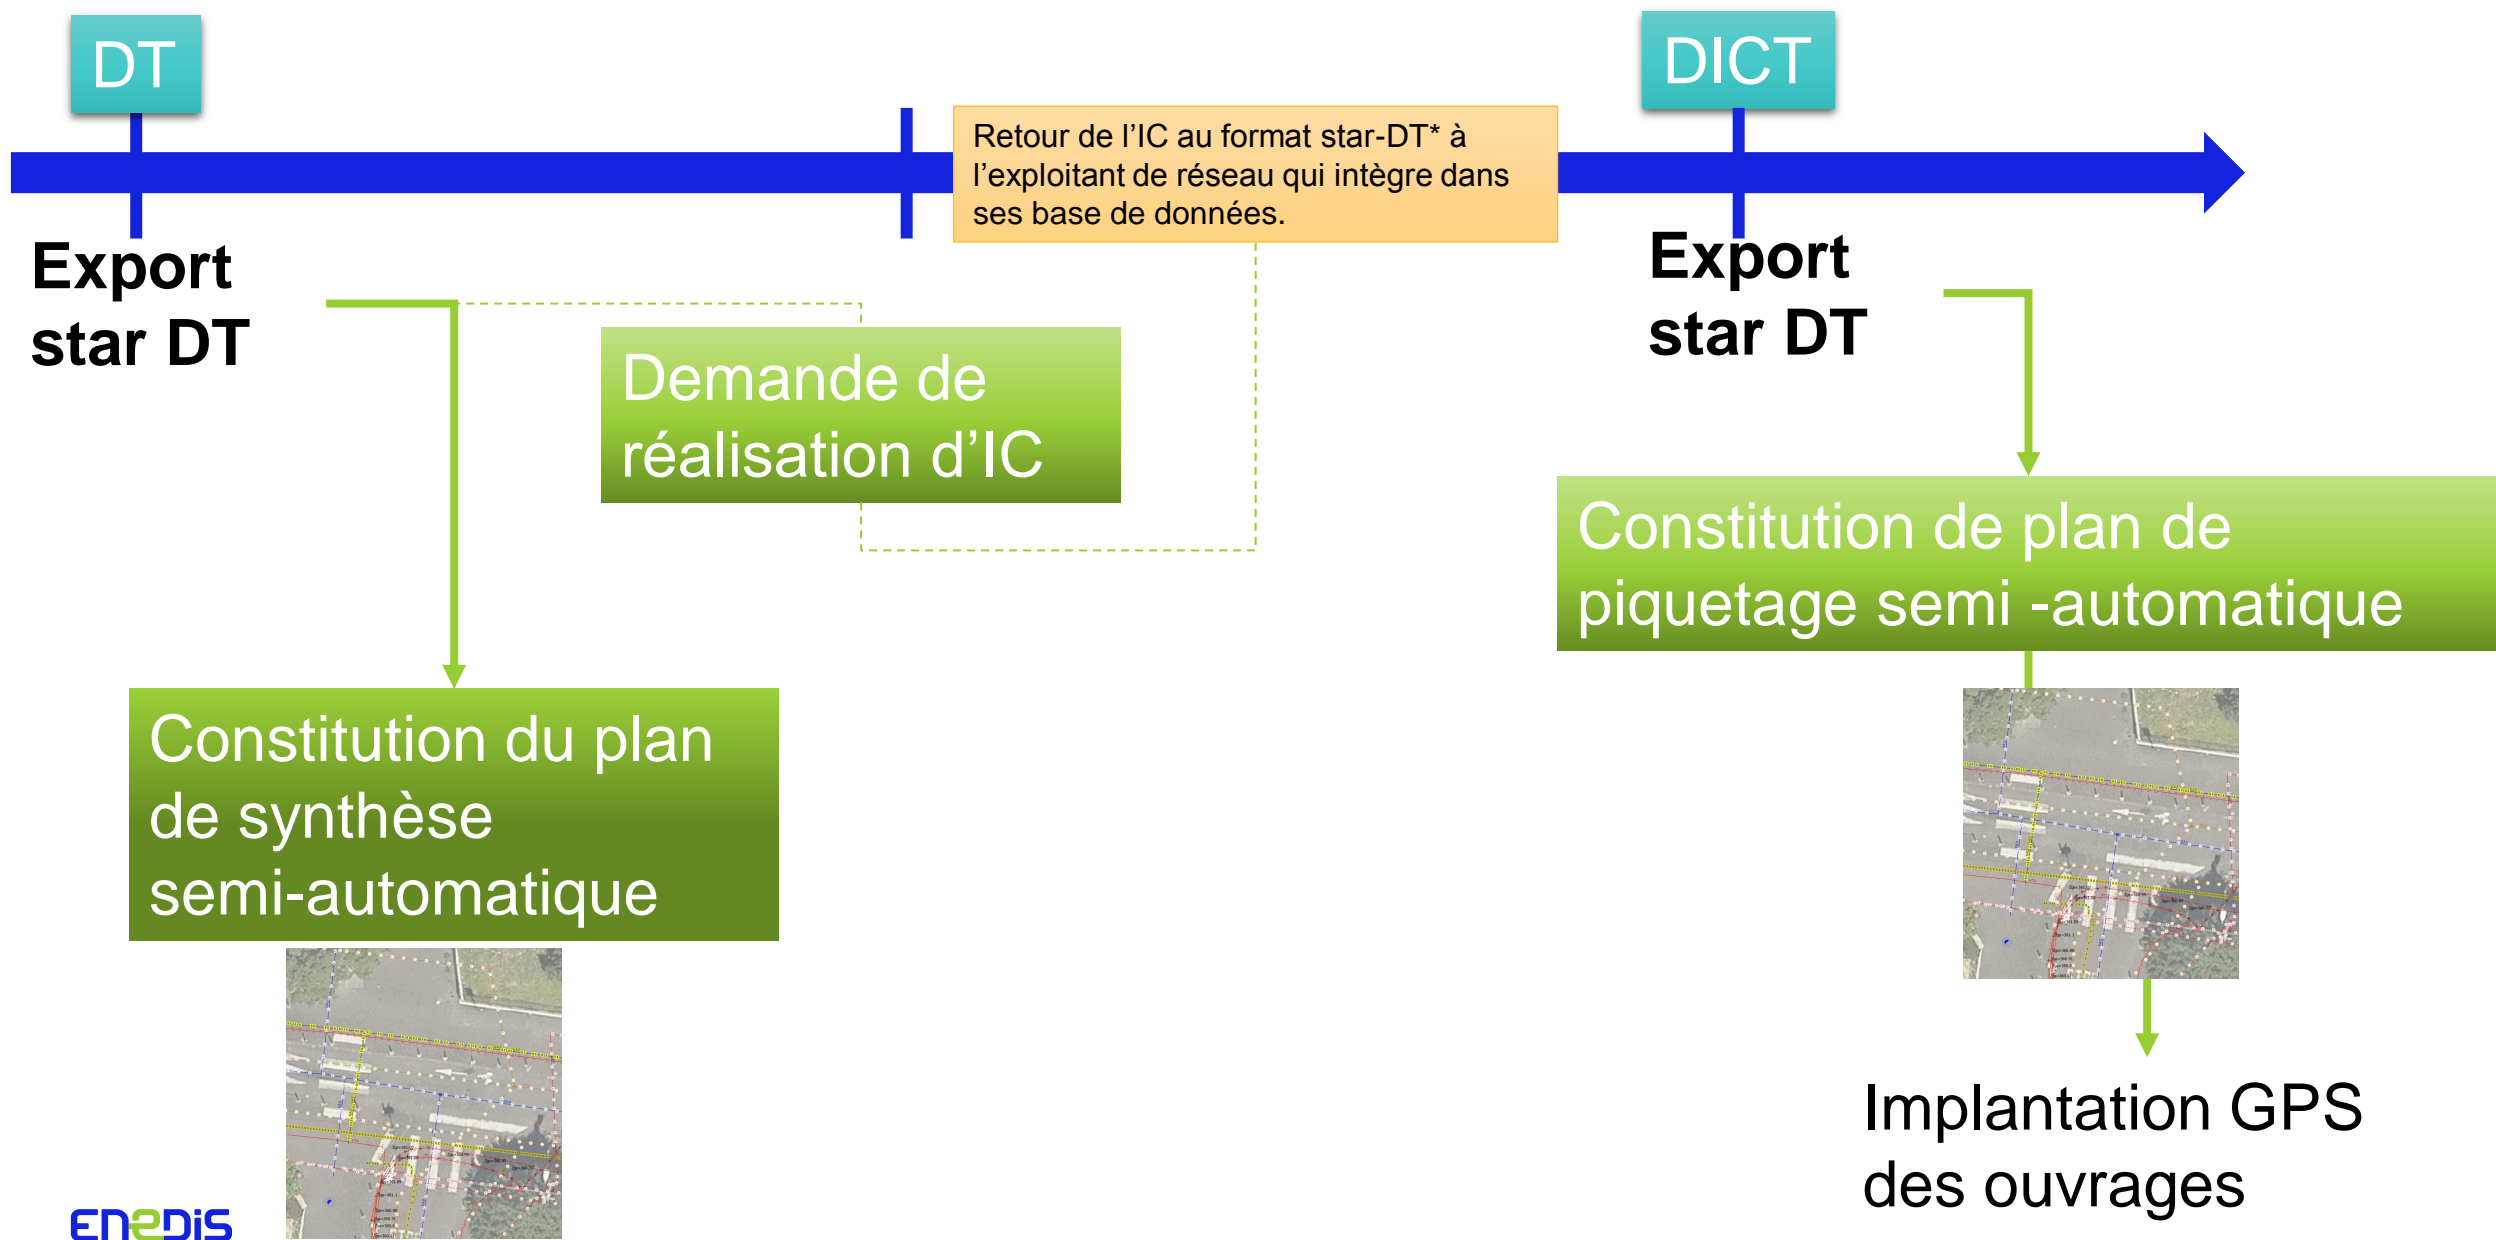 DT
DICT
Retour de l’IC au format star-DT* à
l’exploitant de réseau qui intègre dans
ses base de données.
Export
star DT
Export
star DT
Demande de
réalisation d’IC
Constitution de plan de
piquetage semi -automatique
Constitution du plan
de synthèse
semi-automatique
Implantation GPS
des ouvrages
ENEDIS